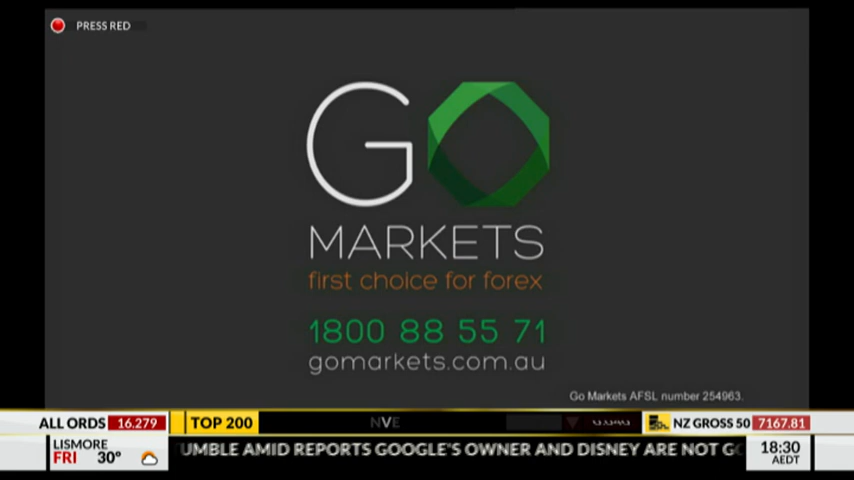 PRESS RED
GO
MARKETS
first choice for forex
1800 88 55 71
gomarkets.com.au
Go Markets AFSL number 254963.
ALL ORDS 16.279 TOP 200 NVE NZ GROSS 50 7167.81
LISMORE
FRI 30°
UMBLE AMID REPORTS GOOGLE'S OWNER AND DISNEY ARE NOT GO
18:30
AEDT